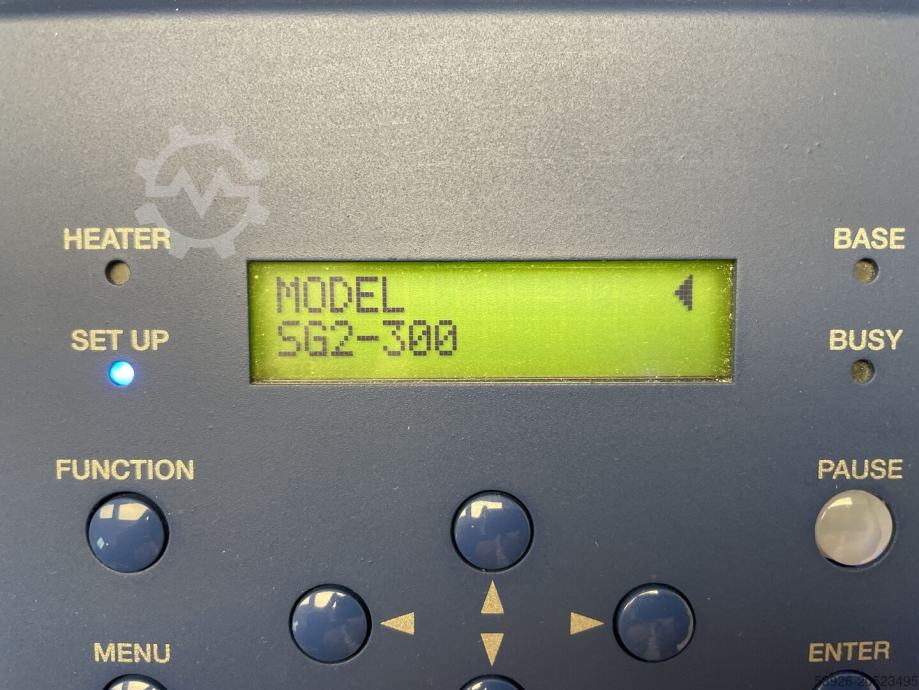 HEATER
BASE
MODEL
SG2-300
SET UP
BUSY
FUNCTION
PAUSE
MENU
ENTER